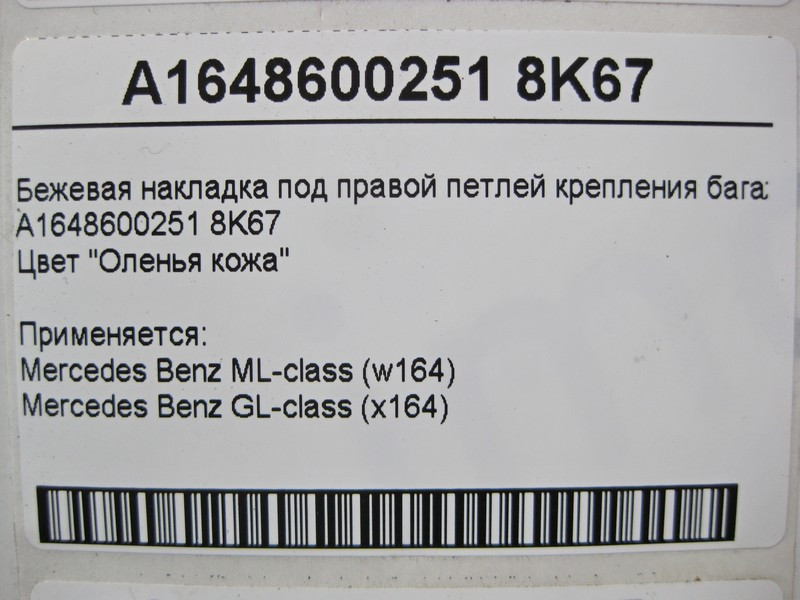 A1648600251 8K67
Бежевая накладка под правой петлей крепления бага
A1648600251 8K67
Цвет "Оленья кожа"
Применяется:
Mercedes Benz ML-class (w164)
Mercedes Benz GL-class (x164)